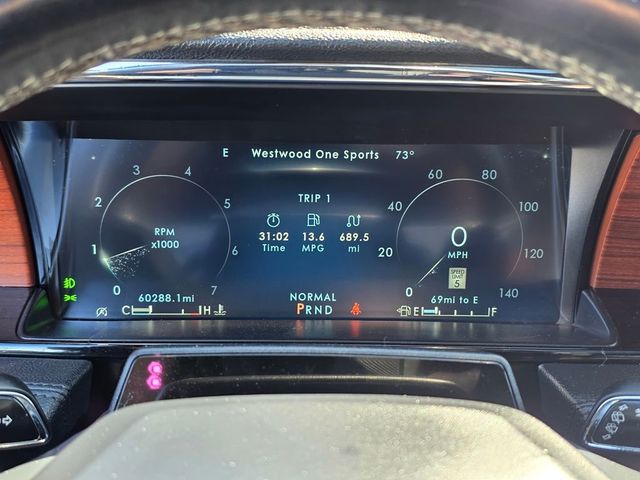 E Westwood One Sports 73°
TRIP 1
31:02 13.6 689.5
Time MPG mi
RPM
x1000
0 1 2 3 4 5 6 7
0
MPH
SPEED
LIMIT
5
0 20 40 60 80 100 120 140
60288.1mi
NORMAL
PRND
69mi to E
C H
E F